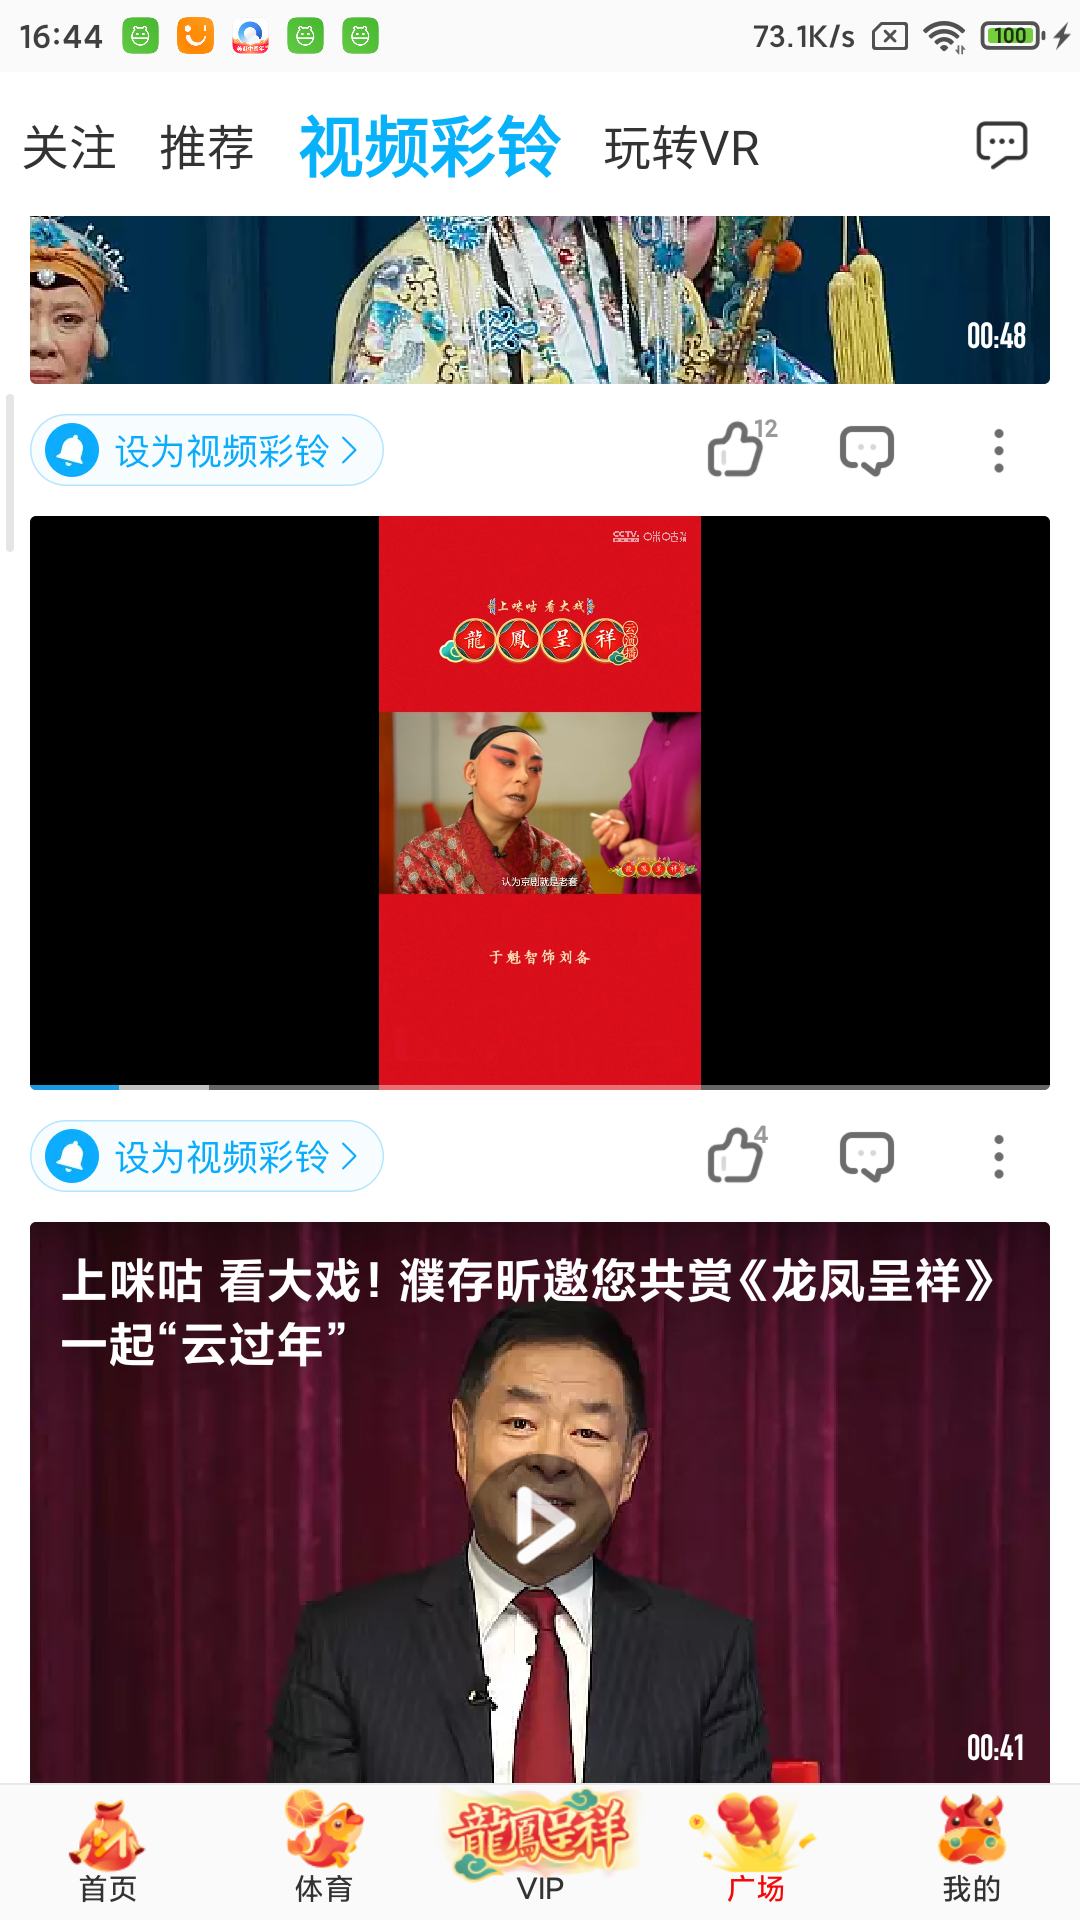 16:44
73.1K/s
100
关注 推荐 视频彩铃 玩转VR
00:48
设为视频彩铃
12
CCTV
上咪咕 看大戏
龍鳳呈祥
认为京剧就是老套
于魁智饰刘备
设为视频彩铃
4
上咪咕 看大戏！濮存昕邀您共赏《龙凤呈祥》
一起“云过年”
00:41
龍鳳呈祥
首页 体育 VIP 广场 我的